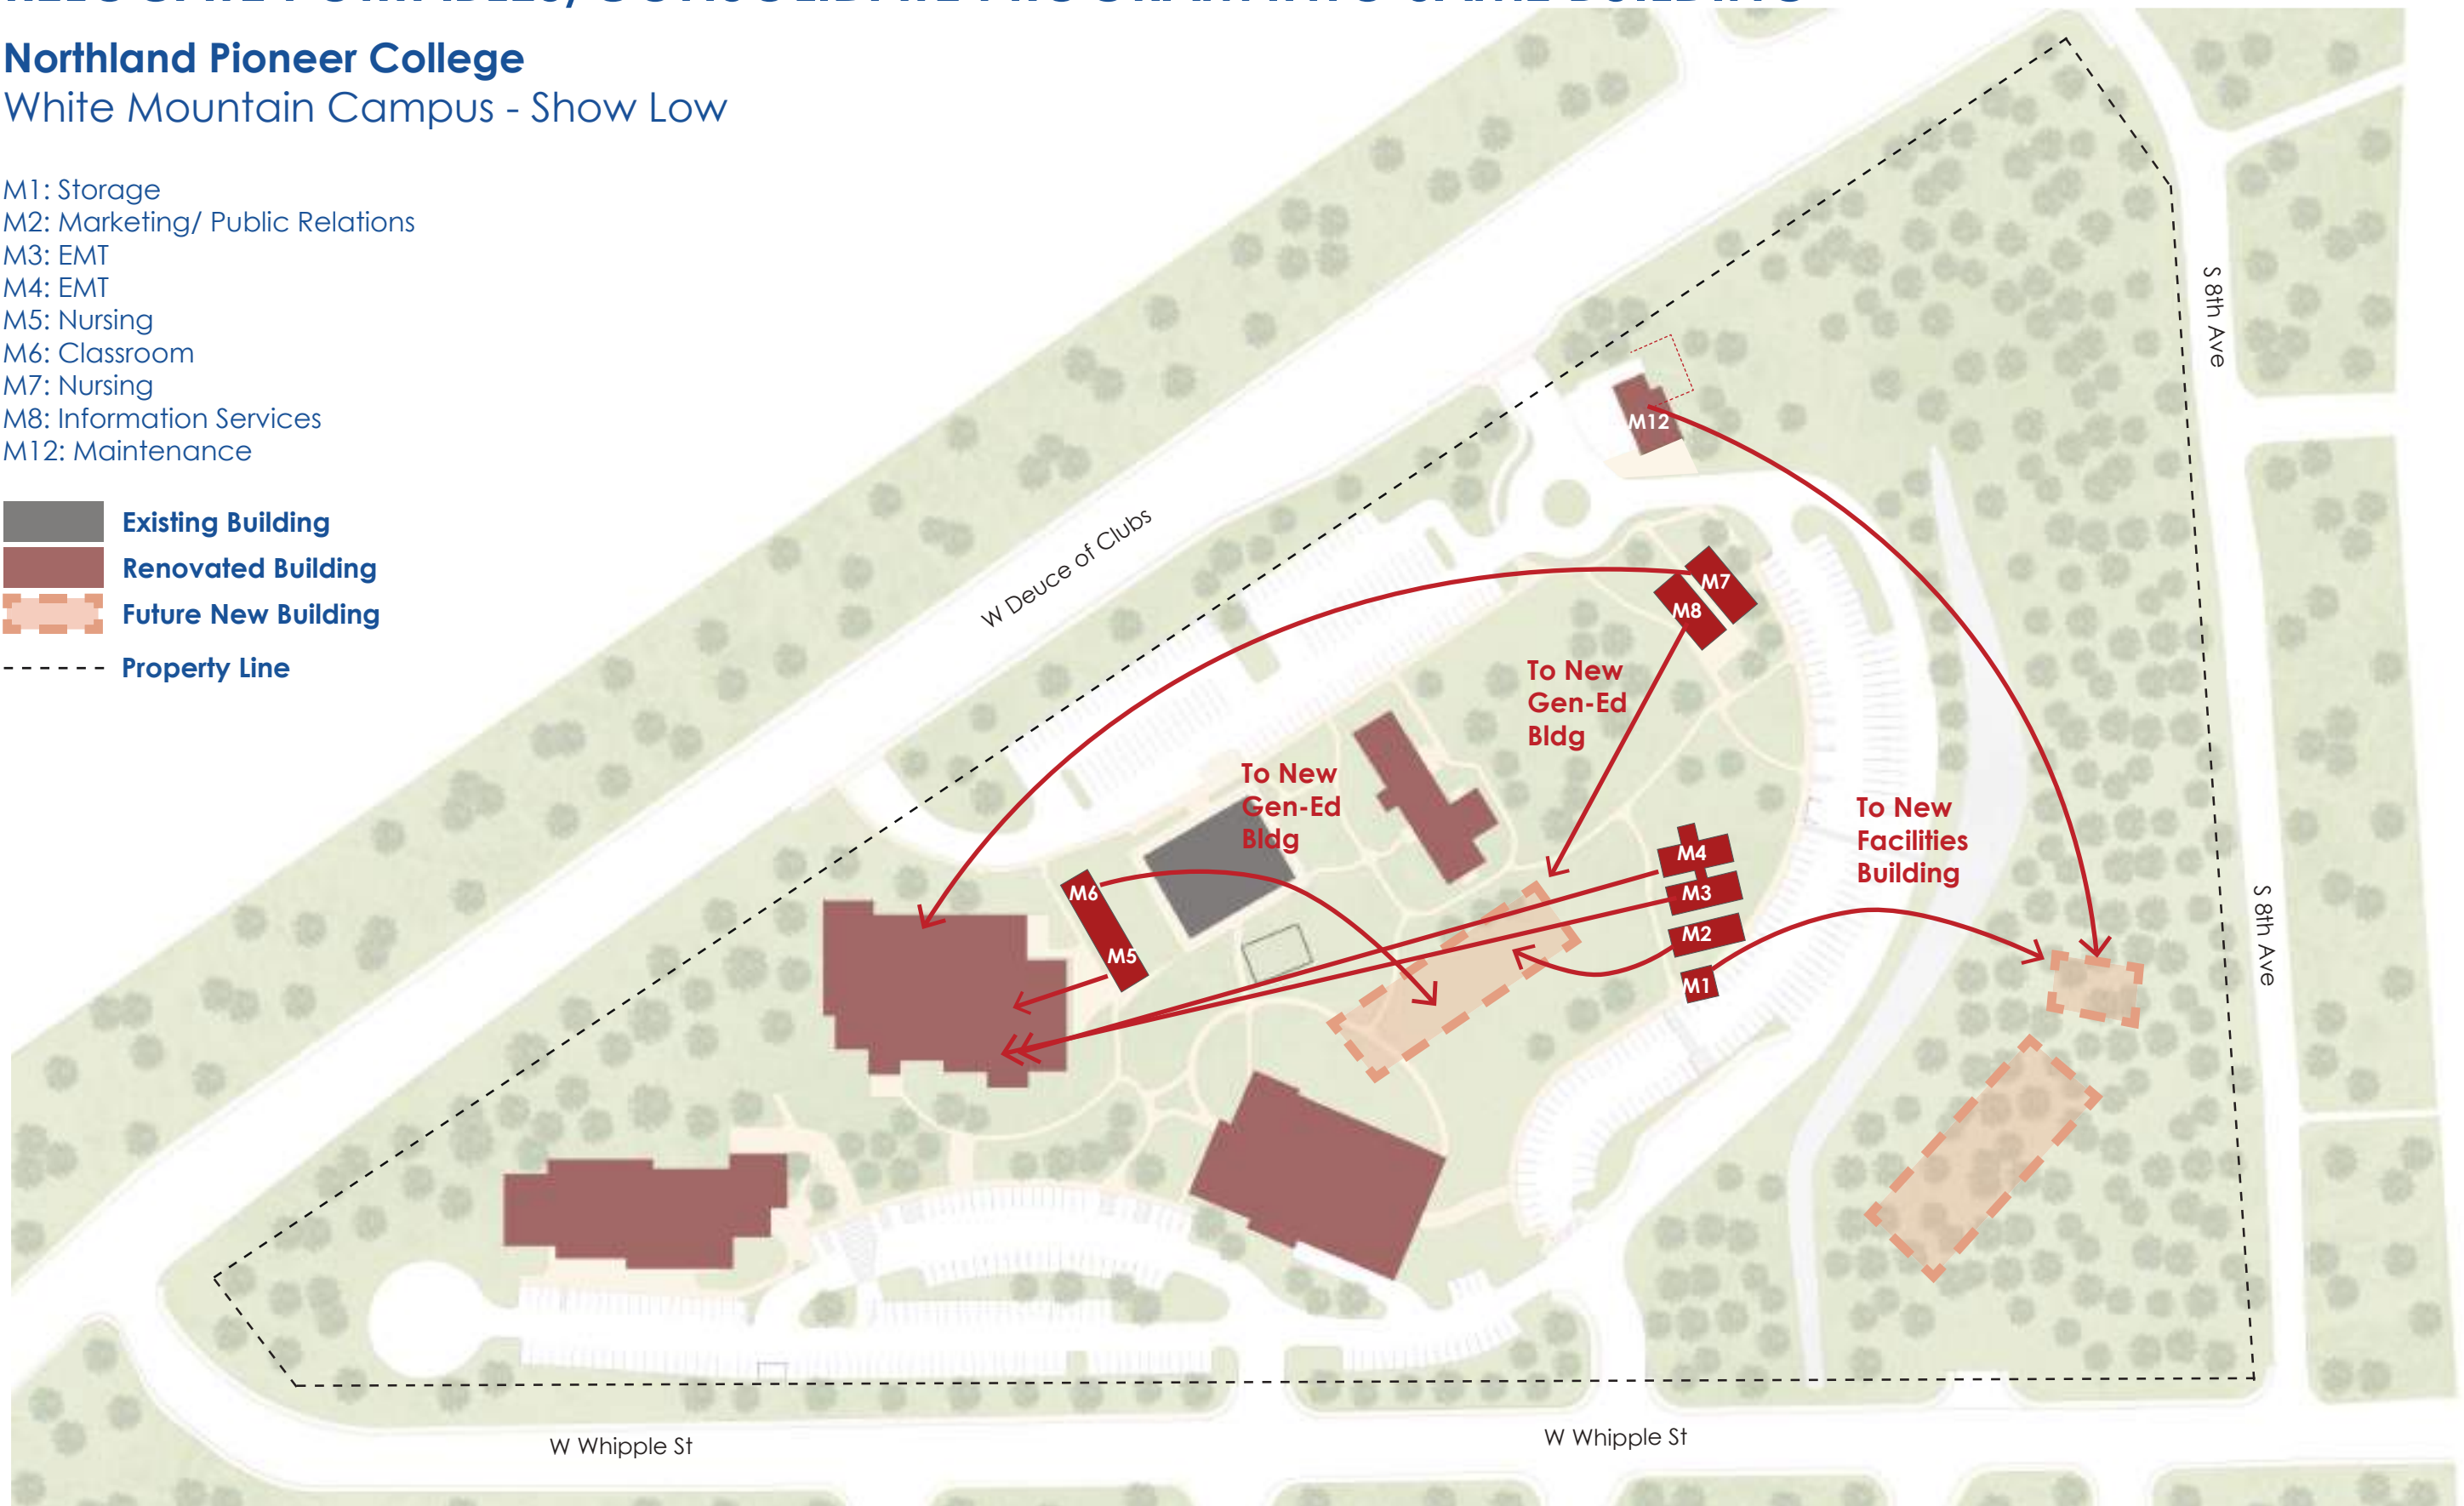 Northland Pioneer College
White Mountain Campus - Show Low
M1: Storage
M2: Marketing/ Public Relations
M3: EMT
M4: EMT
M5: Nursing
M6: Classroom
M7: Nursing
M8: Information Services
M12: Maintenance
Existing Building
Renovated Building
Future New Building
Property Line
W Deuce of Clubs
S 8th Ave
M12
M7
M8
To New
Gen-Ed
Bldg
To New
Gen-Ed
Bldg
To New
Facilities
Building
M4
M3
M2
M1
M6
M5
S 8th Ave
W Whipple St
W Whipple St